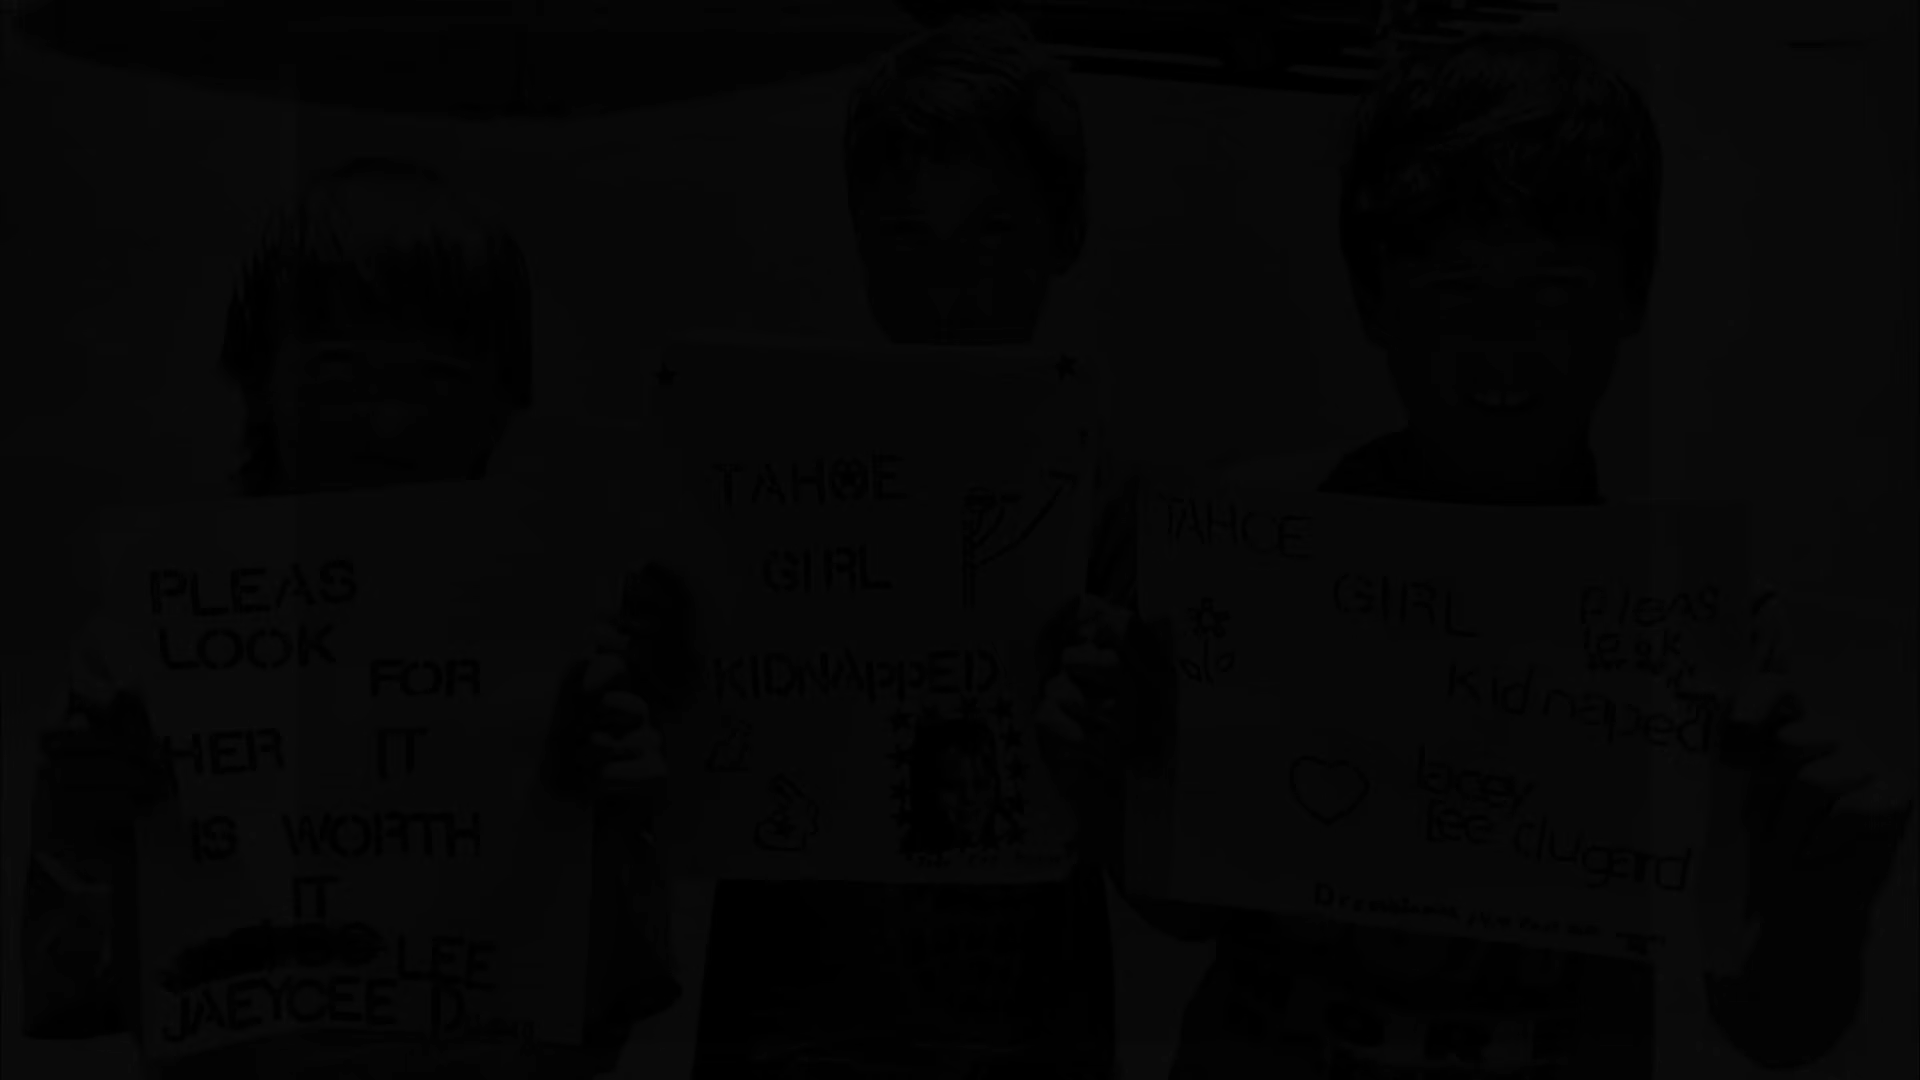 PLEAS
LOOK
FOR
HER IT
IS WORTH
IT
LEE
JAEYCEE D
TAHOE
GIRL
KIDNAppED
TAHOE
GIRL
Pleas
look
Kidnaped
Lee dugard